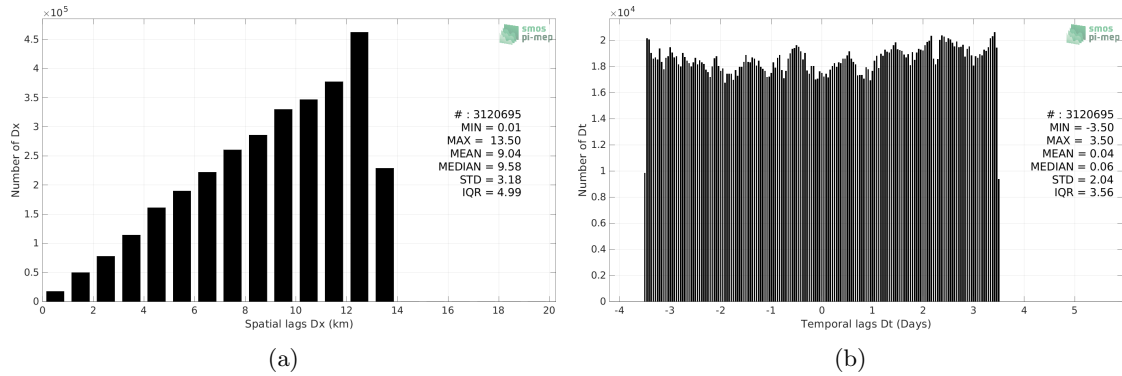 ×10⁵
4.5
4
3.5
3
2.5
2
1.5
1
0.5
0
Number of Dx
smos
pi-mep
# : 3120695
MIN = 0.01
MAX = 13.50
MEAN = 9.04
MEDIAN = 9.58
STD = 3.18
IQR = 4.99
0 2 4 6 8 10 12 14 16 18 20
Spatial lags Dx (km)
(a)
×10⁴
2
1.8
1.6
1.4
1.2
1
0.8
0.6
0.4
0.2
0
Number of Dt
smos
pi-mep
# : 3120695
MIN = -3.50
MAX = 3.50
MEAN = 0.04
MEDIAN = 0.06
STD = 2.04
IQR = 3.56
-4 -3 -2 -1 0 1 2 3 4 5
Temporal lags Dt (Days)
(b)